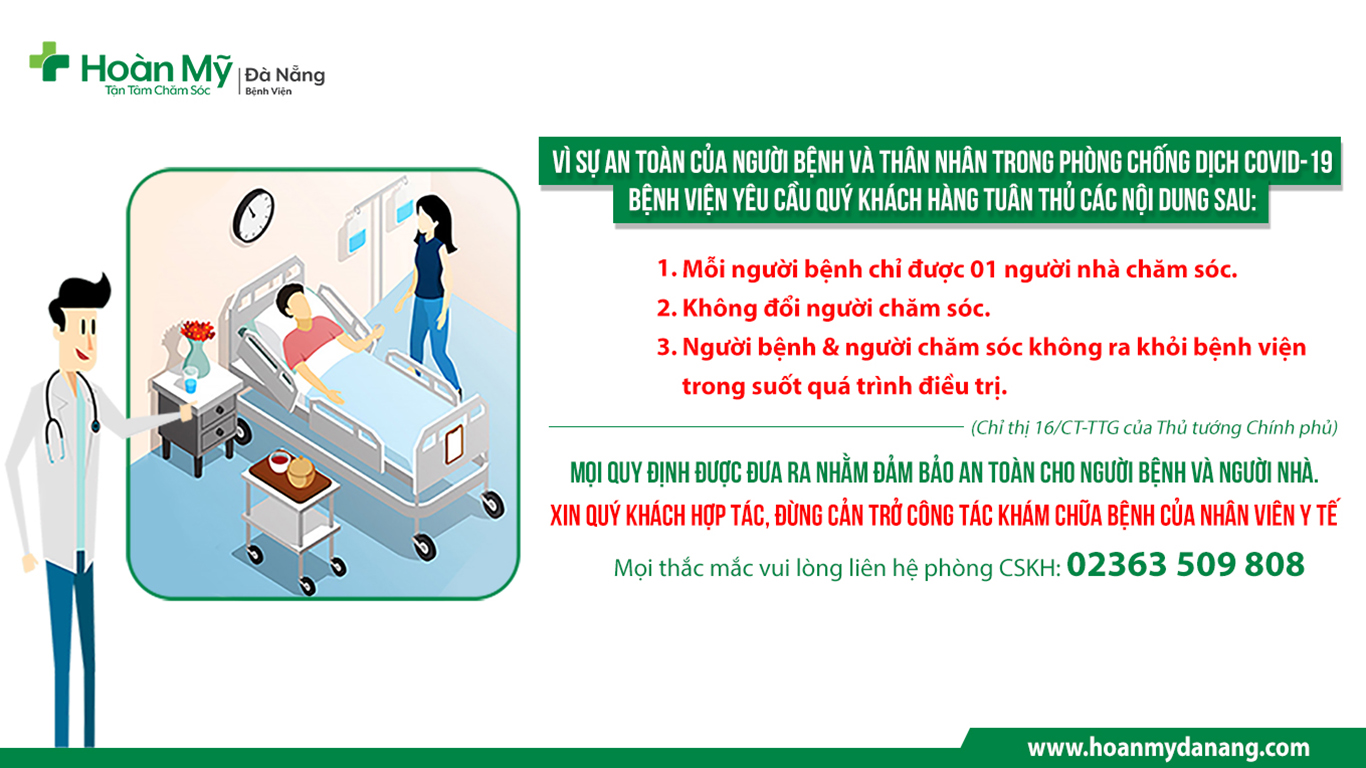 Hoàn Mỹ
Tận Tâm Chăm Sóc
Đà Nẵng
Bệnh Viện
VÌ SỰ AN TOÀN CỦA NGƯỜI BỆNH VÀ THÂN NHÂN TRONG PHÒNG CHỐNG DỊCH COVID-19
BỆNH VIỆN YÊU CẦU QUÝ KHÁCH HÀNG TUÂN THỦ CÁC NỘI DUNG SAU:
1. Mỗi người bệnh chỉ được 01 người nhà chăm sóc.
2. Không đổi người chăm sóc.
3. Người bệnh & người chăm sóc không ra khỏi bệnh viện
trong suốt quá trình điều trị.
(Chỉ thị 16/CT-TTG của Thủ tướng Chính phủ)
MỌI QUY ĐỊNH ĐƯỢC ĐƯA RA NHẰM ĐẢM BẢO AN TOÀN CHO NGƯỜI BỆNH VÀ NGƯỜI NHÀ.
XIN QUÝ KHÁCH HỢP TÁC, ĐỪNG CẢN TRỞ CÔNG TÁC KHÁM CHỮA BỆNH CỦA NHÂN VIÊN Y TẾ
Mọi thắc mắc vui lòng liên hệ phòng CSKH: 02363 509 808
www.hoanmydanang.com